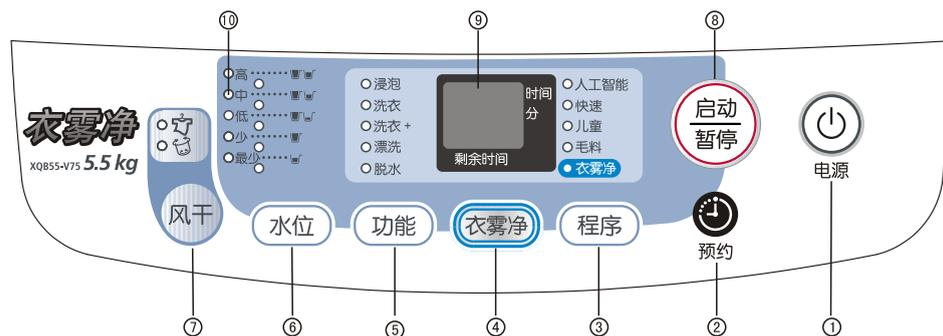 ⑩ ⑨ ⑧
高
中
低
少
最少
浸泡
洗衣
洗衣 +
漂洗
脱水
时间
分
剩余时间
人工智能
快速
儿童
毛料
衣雾净
启动
暂停
电源
衣雾净
XQB55-V75 5.5 kg
风干
水位
功能
衣雾净
程序
预约
⑦ ⑥ ⑤ ④ ③ ② ①